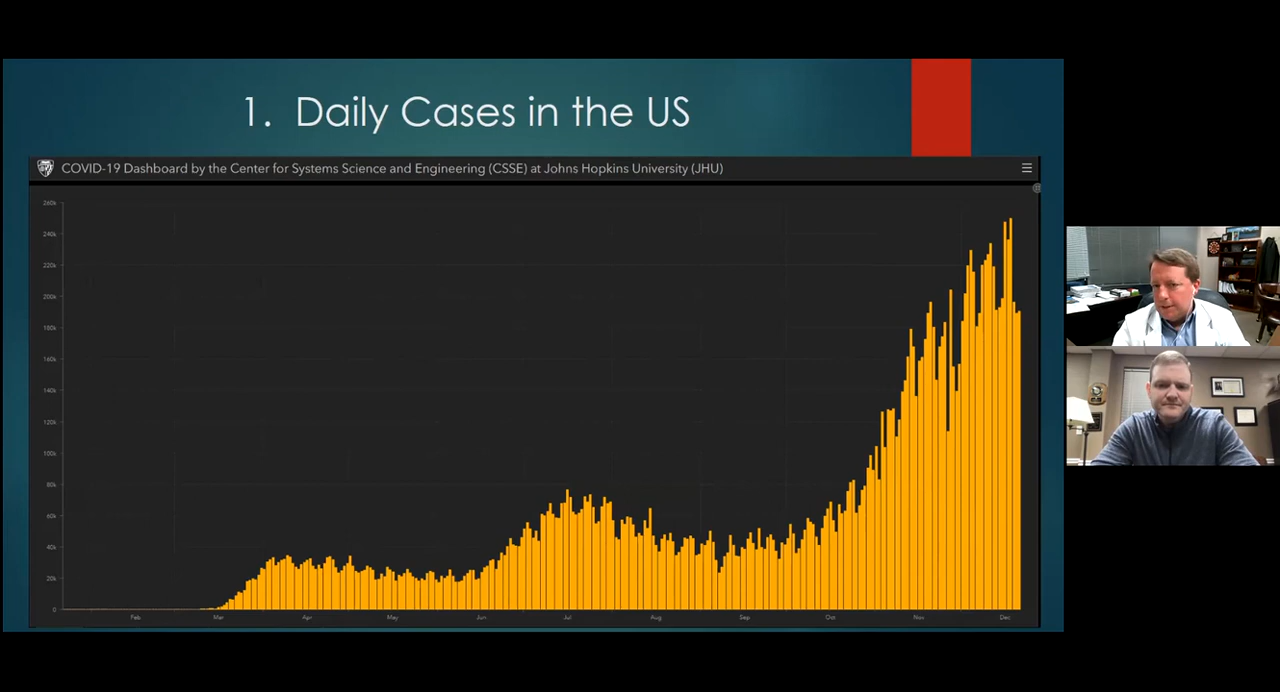 1. Daily Cases in the US
COVID-19 Dashboard by the Center for Systems Science and Engineering (CSSE) at Johns Hopkins University (JHU)
260k
240k
220k
200k
180k
160k
140k
120k
100k
80k
60k
40k
20k
0
Feb Mar Apr May Jun Jul Aug Sep Oct Nov Dec